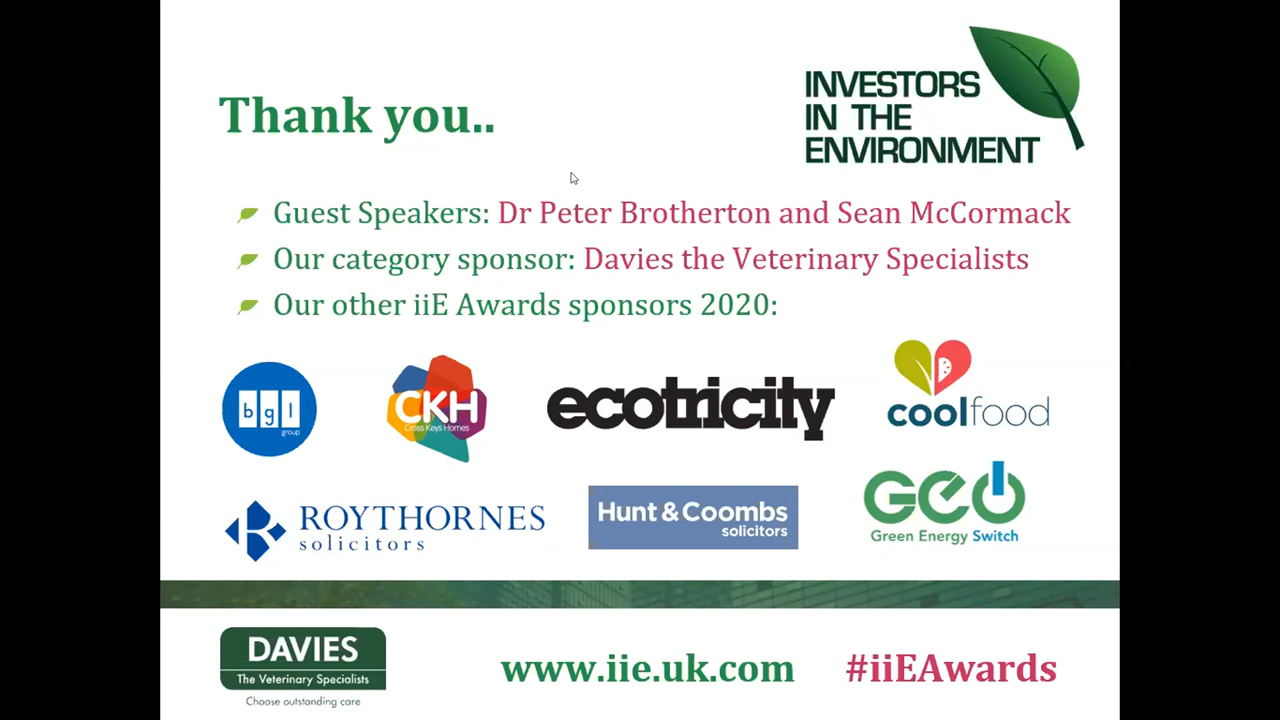 Thank you..
INVESTORS
IN THE
ENVIRONMENT
Guest Speakers: Dr Peter Brotherton and Sean McCormack
Our category sponsor: Davies the Veterinary Specialists
Our other iiE Awards sponsors 2020:
bgl
group
CKH
Cross Keys Homes
ecotricity
coolfood
ROYTHORNES
solicitors
Hunt & Coombs
solicitors
GEO
Green Energy Switch
DAVIES
The Veterinary Specialists
Choose outstanding care
www.iie.uk.com
#iiEAwards